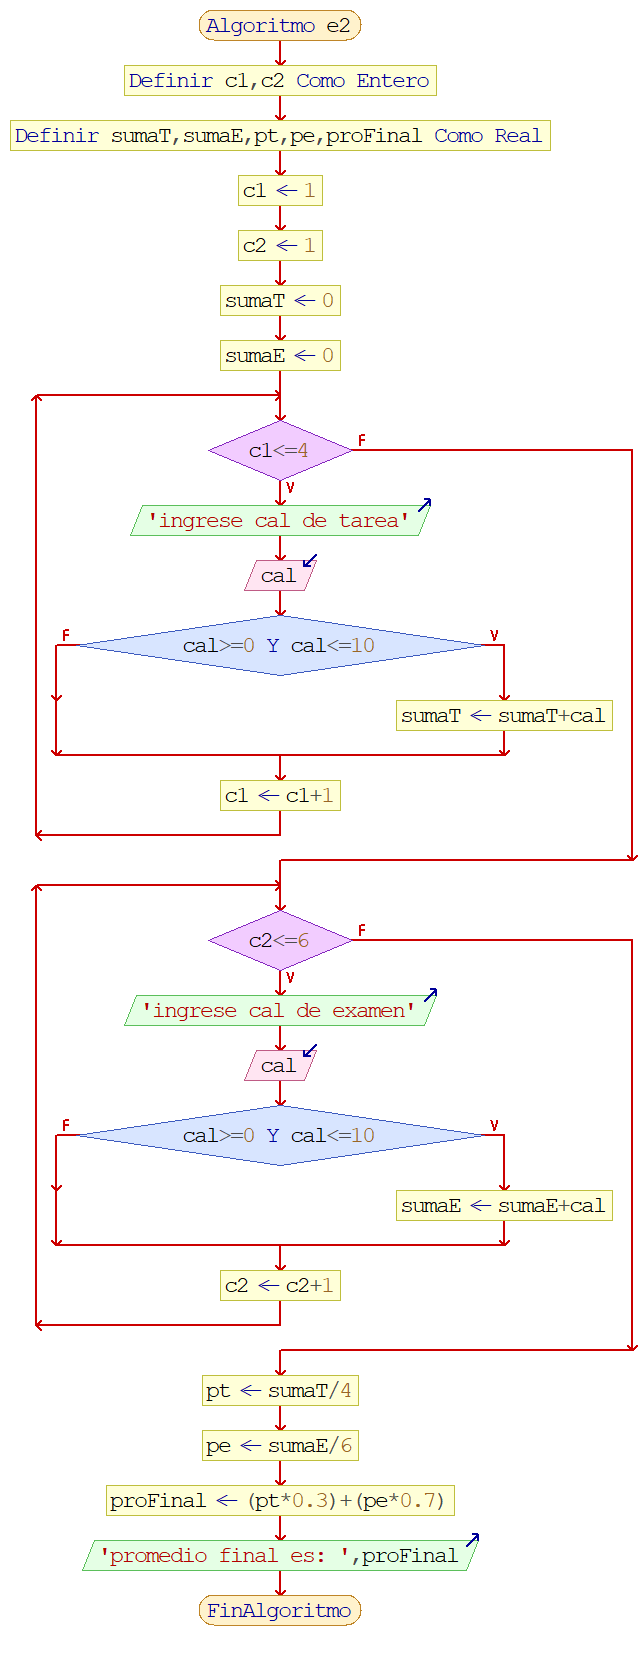 Algoritmo e2
Definir c1,c2 Como Entero
Definir sumaT,sumaE,pt,pe,proFinal Como Real
c1 ← 1
c2 ← 1
sumaT ← 0
sumaE ← 0
c1<=4
F
V
'ingrese cal de tarea'
cal
F
V
cal>=0 Y cal<=10
sumaT ← sumaT+cal
c1 ← c1+1
c2<=6
F
V
'ingrese cal de examen'
cal
F
V
cal>=0 Y cal<=10
sumaE ← sumaE+cal
c2 ← c2+1
pt ← sumaT/4
pe ← sumaE/6
proFinal ← (pt*0.3)+(pe*0.7)
'promedio final es: ',proFinal
FinAlgoritmo